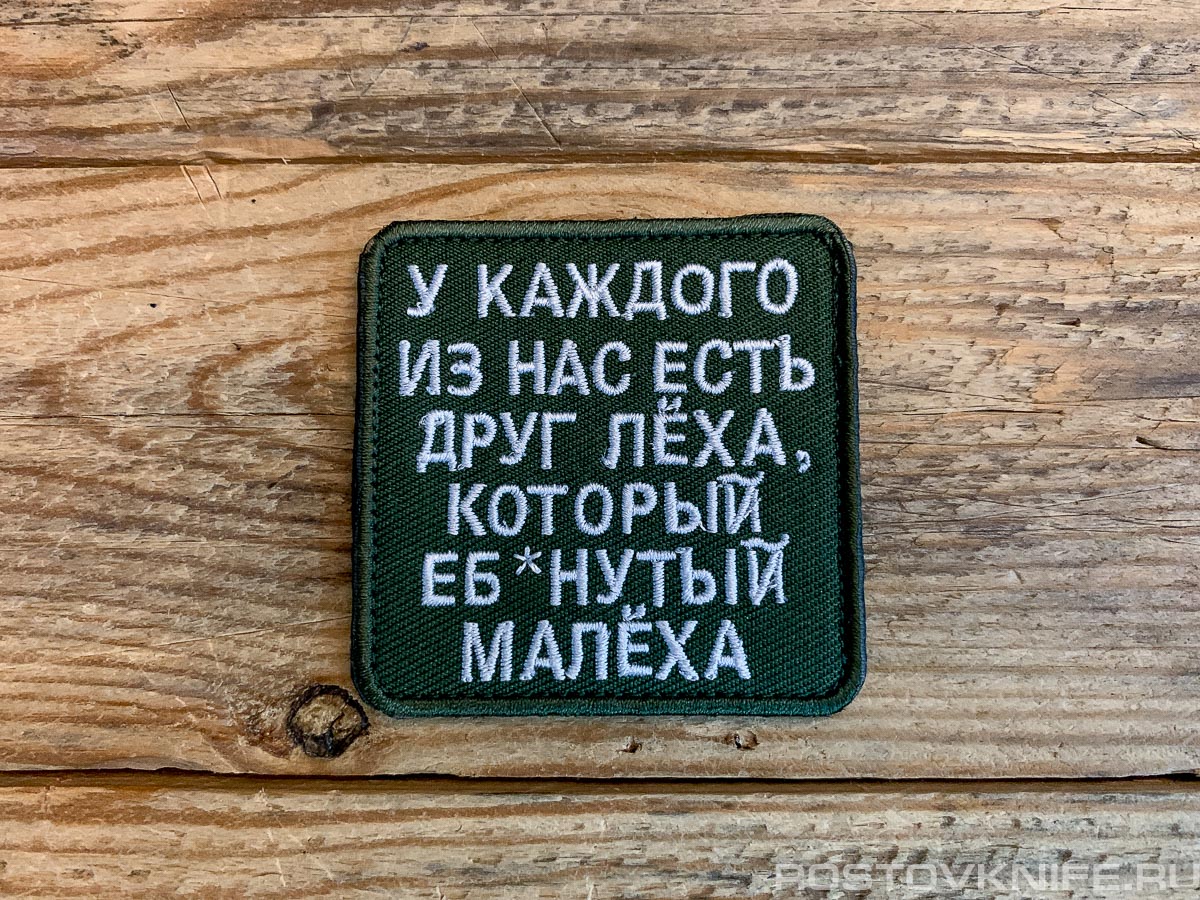 У КАЖДОГО
ИЗ НАС ЕСТЬ
ДРУГ ЛЁХА,
КОТОРЫЙ
ЕБ*НУТЫЙ
МАЛЁХА
POSTOVKNIFE.RU